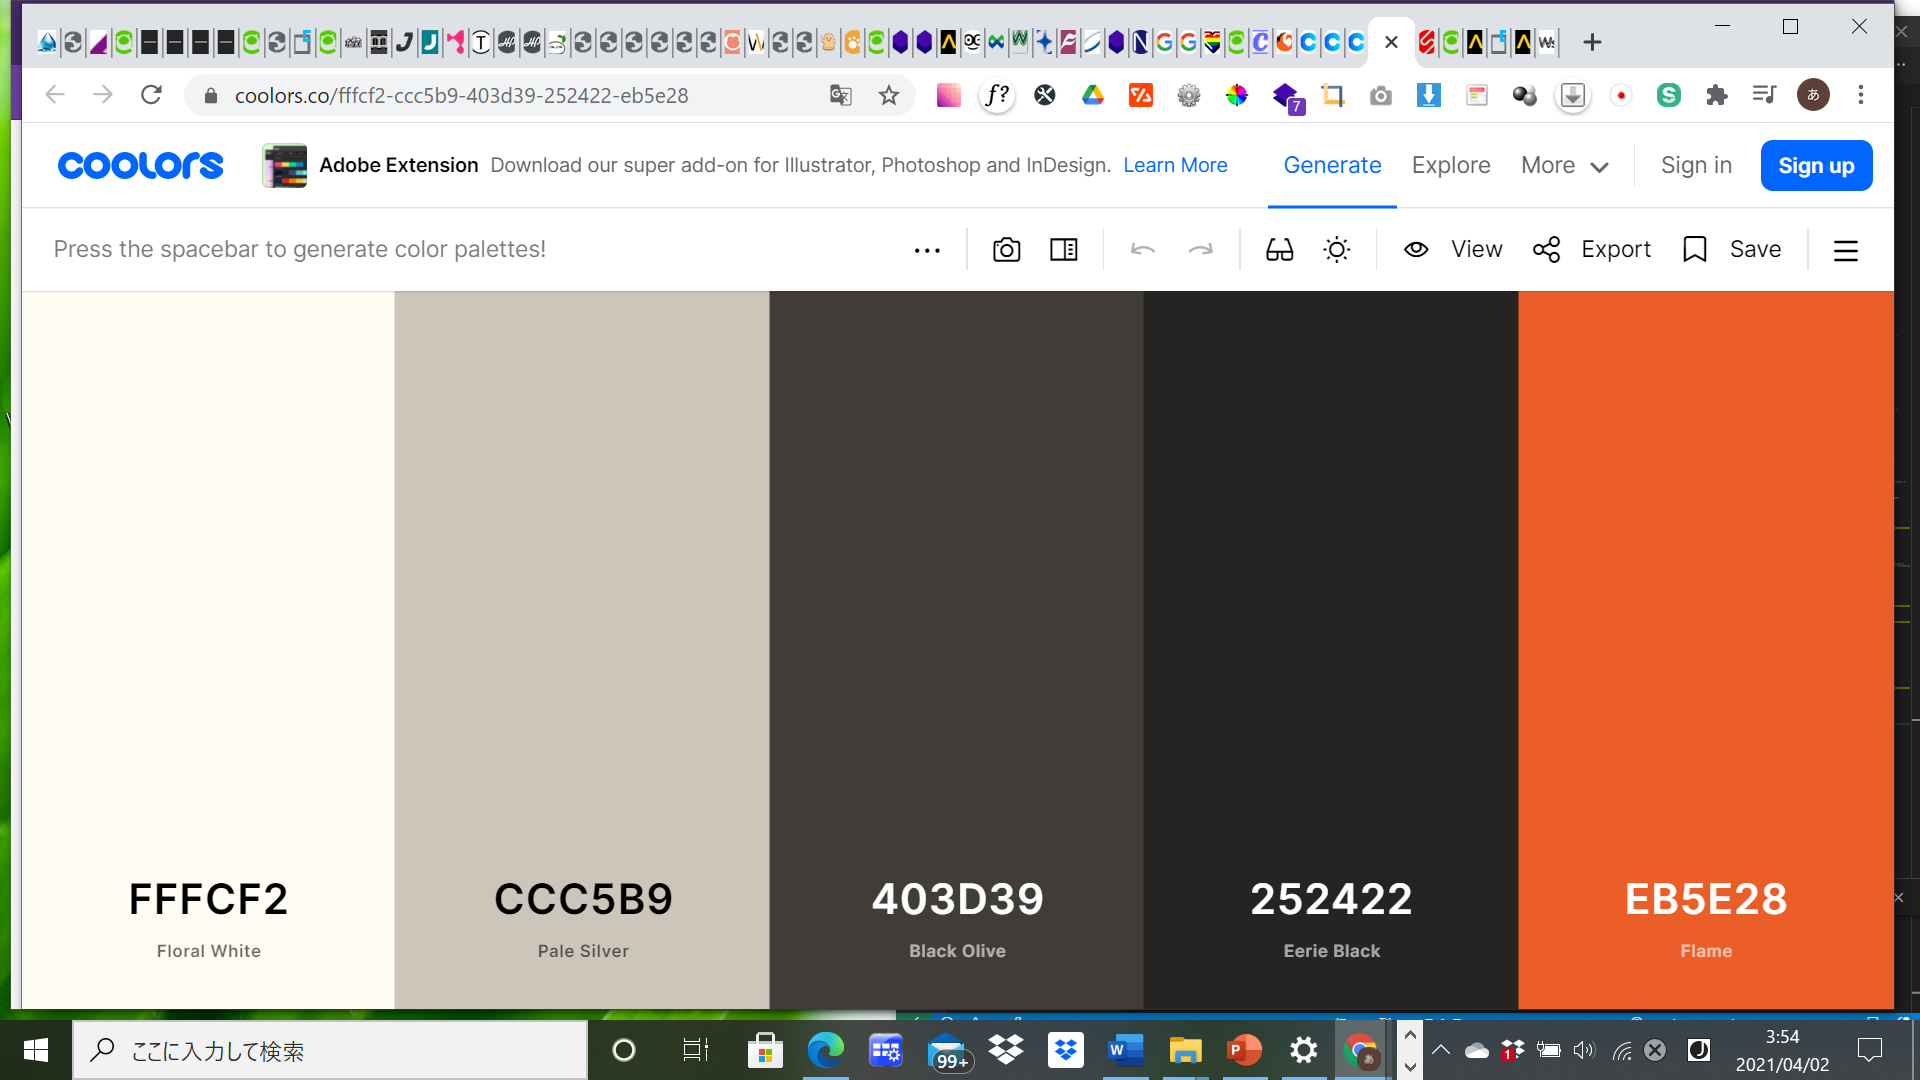 coolors.co/fffcf2-ccc5b9-403d39-252422-eb5e28
f?
7
あ
coolors
Adobe Extension Download our super add-on for Illustrator, Photoshop and InDesign. Learn More
Generate Explore More Sign in Sign up
Press the spacebar to generate color palettes!
View Export Save
FFFCF2
Floral White
CCC5B9
Pale Silver
403D39
Black Olive
252422
Eerie Black
EB5E28
Flame
ここに入力して検索
99+
1
3:54
2021/04/02